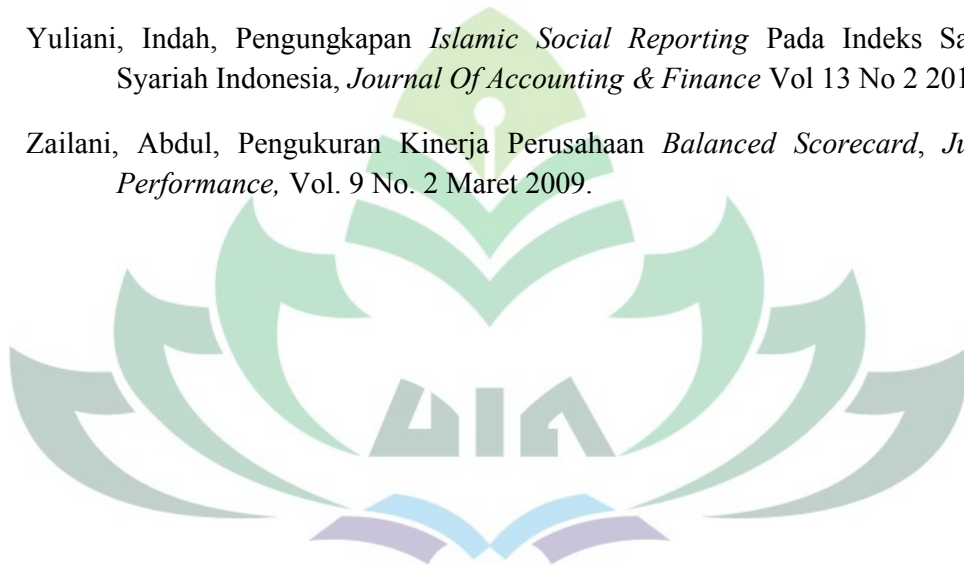 Yuliani, Indah, Pengungkapan Islamic Social Reporting Pada Indeks Sa
Syariah Indonesia, Journal Of Accounting & Finance Vol 13 No 2 201
Zailani, Abdul, Pengukuran Kinerja Perusahaan Balanced Scorecard, Ju
Performance, Vol. 9 No. 2 Maret 2009.
UIN